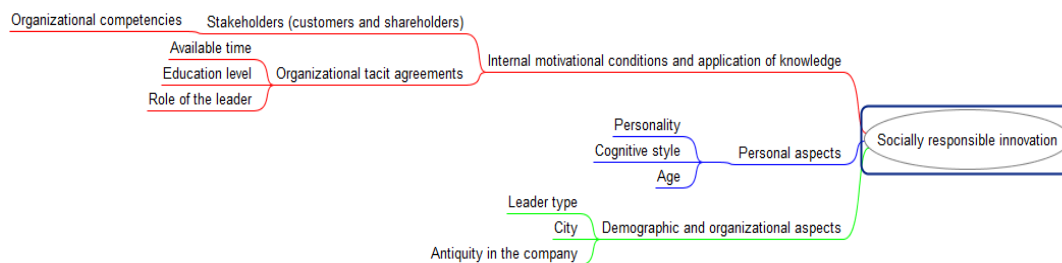 Organizational competencies
Stakeholders (customers and shareholders)
Available time
Education level
Organizational tacit agreements
Role of the leader
Internal motivational conditions and application of knowledge
Personality
Cognitive style
Personal aspects
Age
Socially responsible innovation
Leader type
City
Demographic and organizational aspects
Antiquity in the company